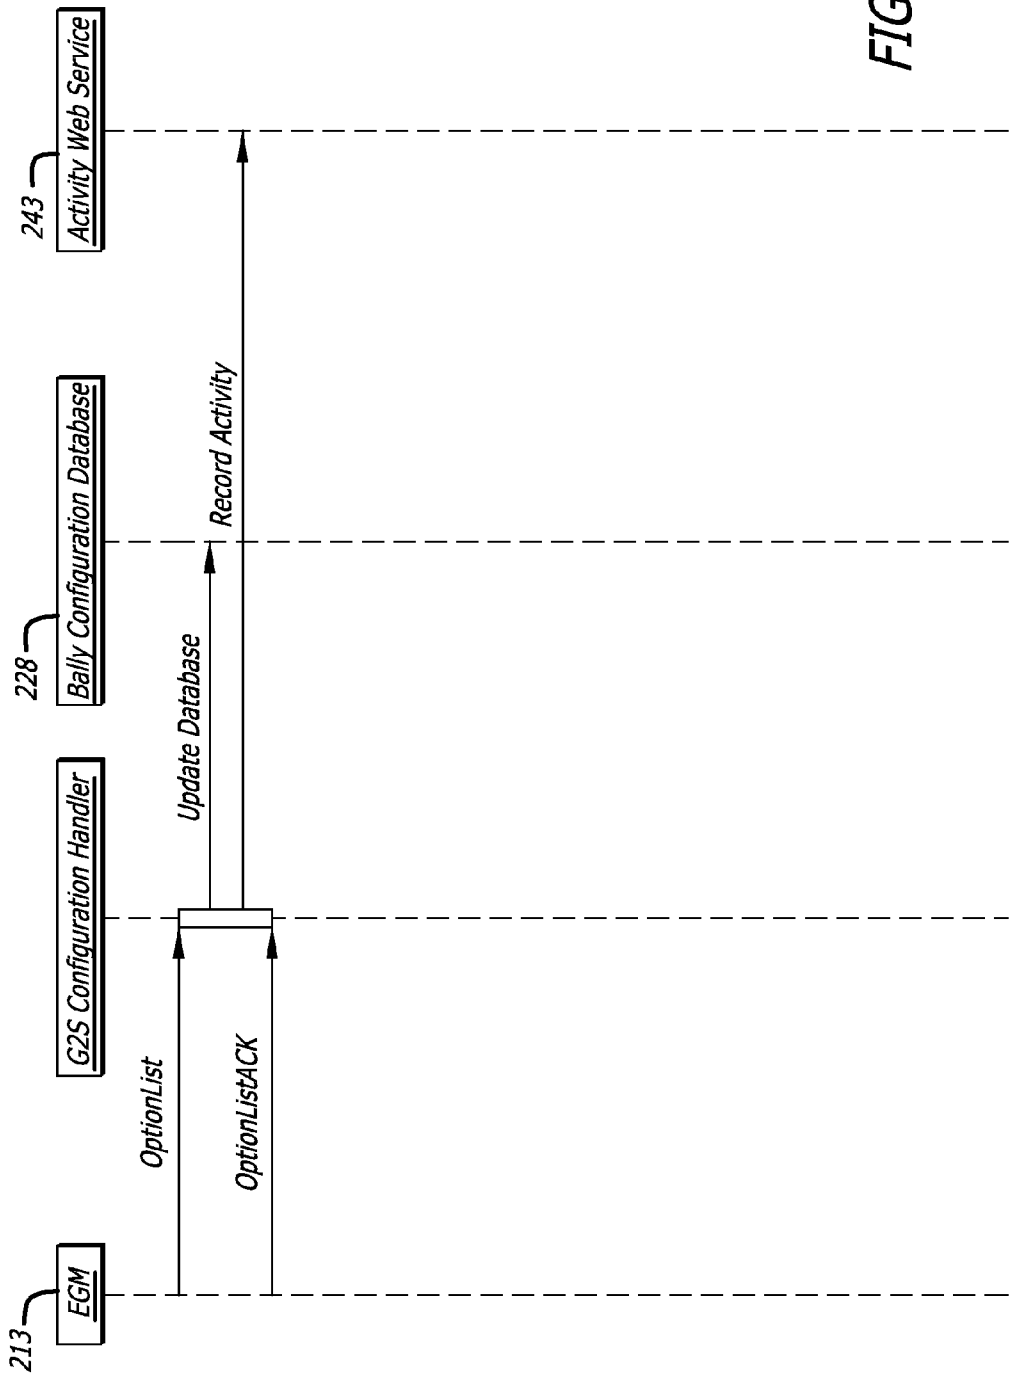 213
EGM
G2S Configuration Handler
228
Bally Configuration Database
243
Activity Web Service
OptionList
Update Database
Record Activity
OptionListACK
FIG